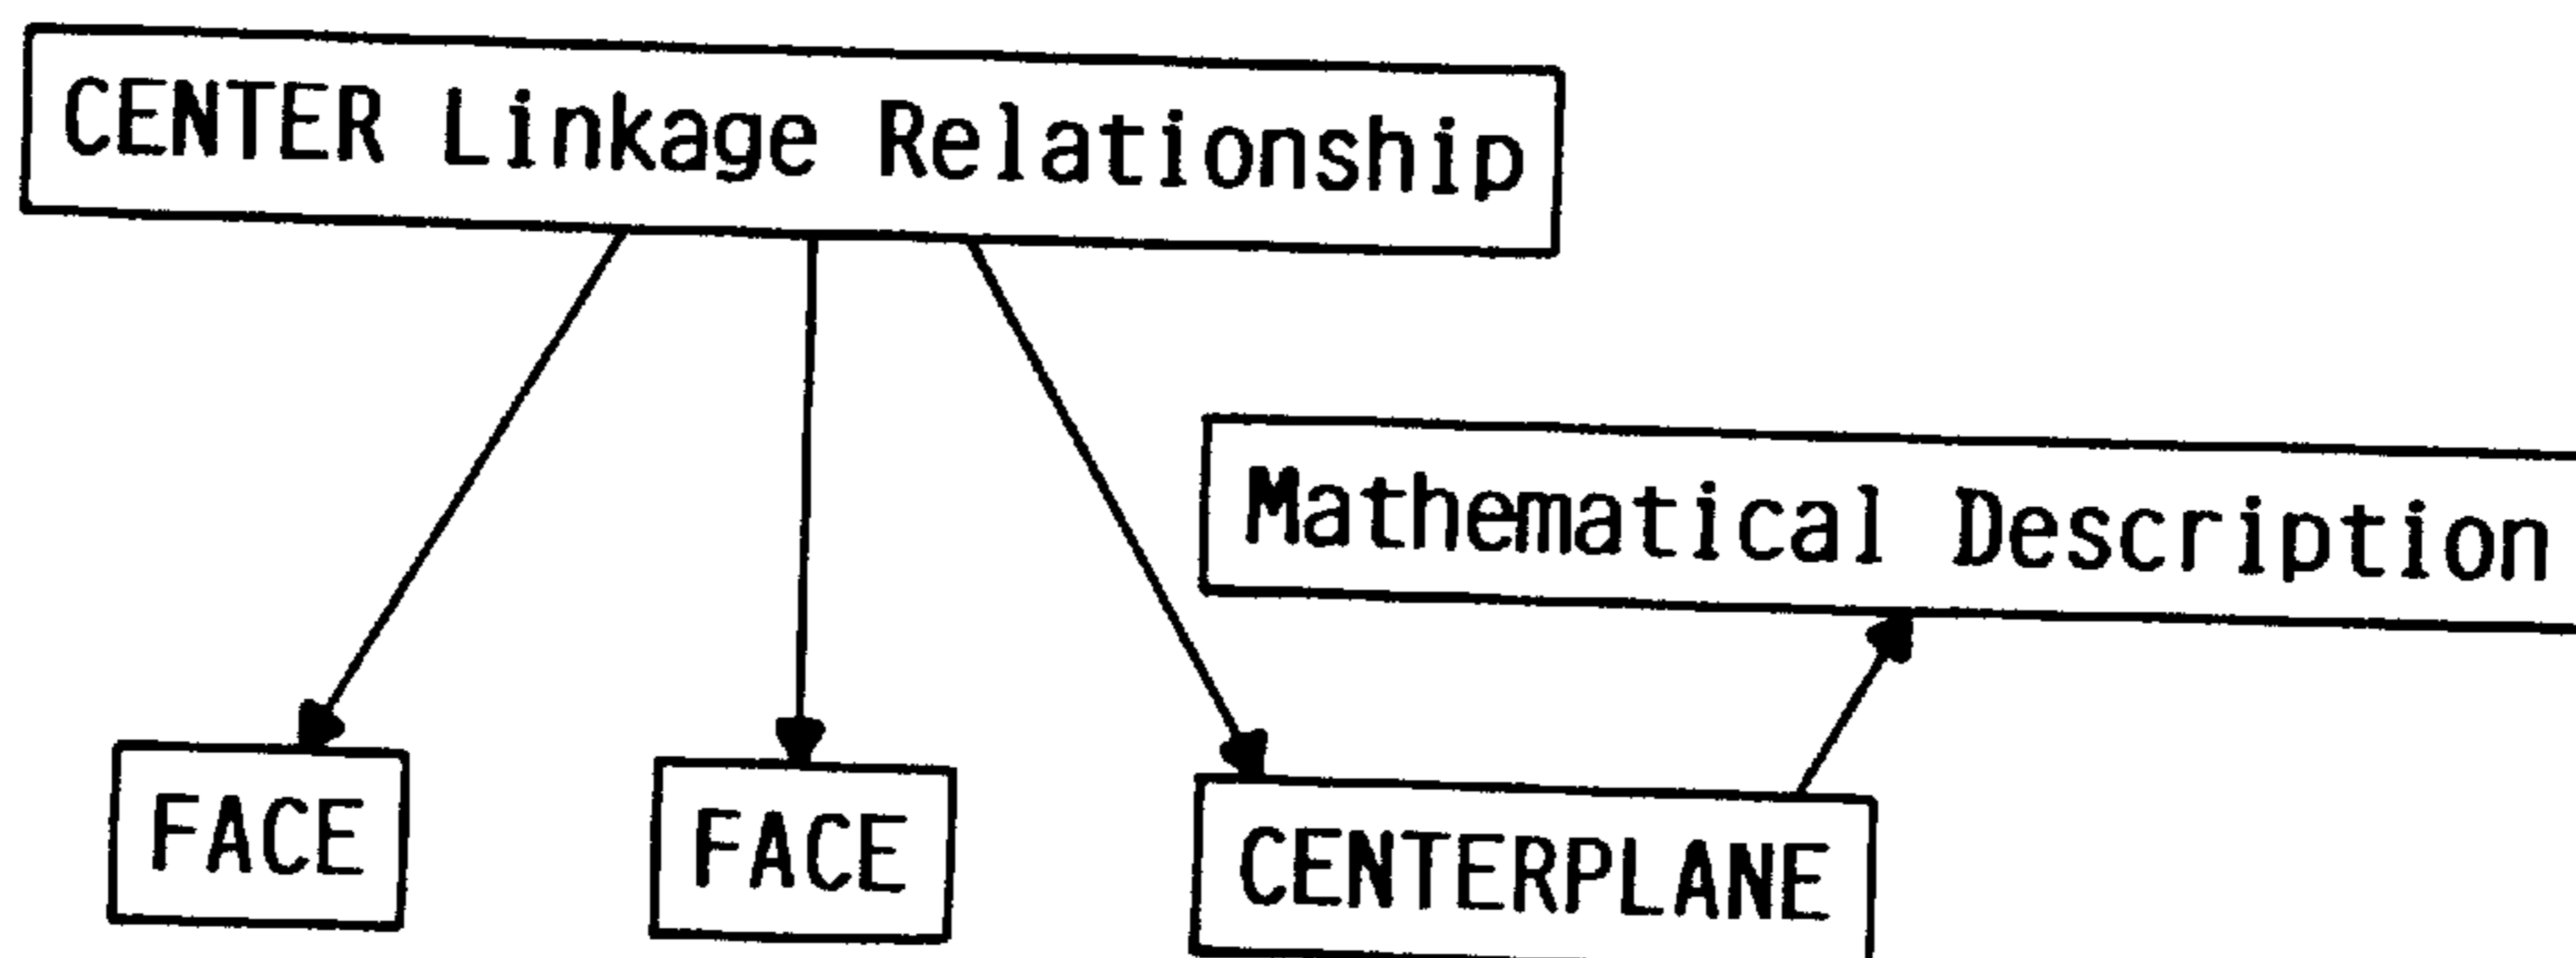 CENTER Linkage Relationship
Mathematical Description
FACE
FACE
CENTERPLANE